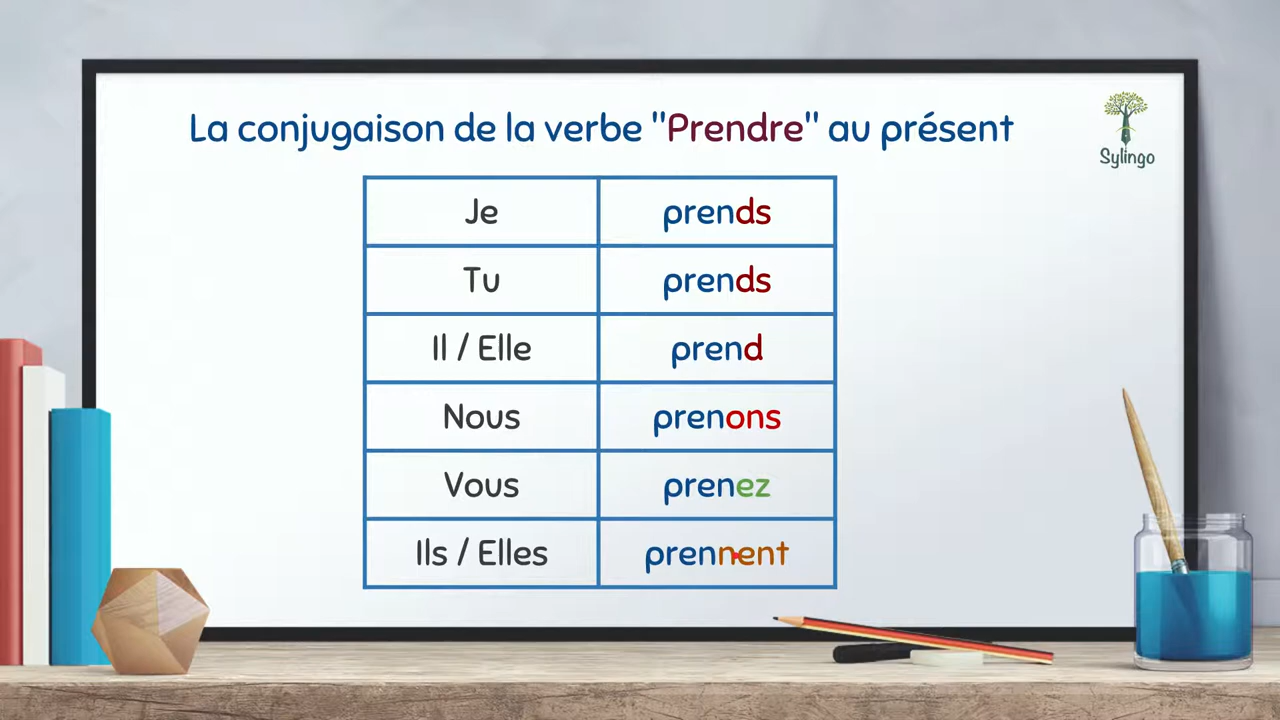 La conjugaison de la verbe "Prendre" au présent
Sylingo
Je prends
Tu prends
Il / Elle prend
Nous prenons
Vous prenez
Ils / Elles prennent